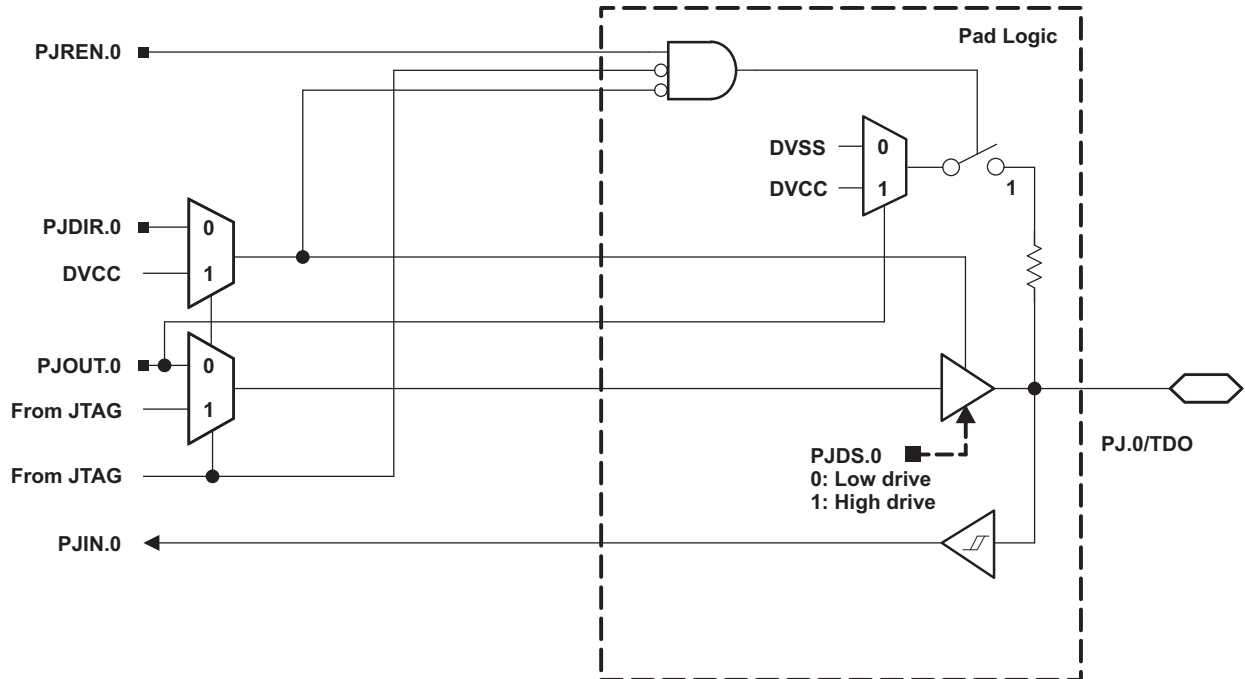 Pad Logic
PJREN.0
DVSS
0
DVCC
1
1
PJDIR.0
0
DVCC
1
PJOUT.0
0
From JTAG
1
From JTAG
PJDS.0
0: Low drive
1: High drive
PJ.0/TDO
PJIN.0